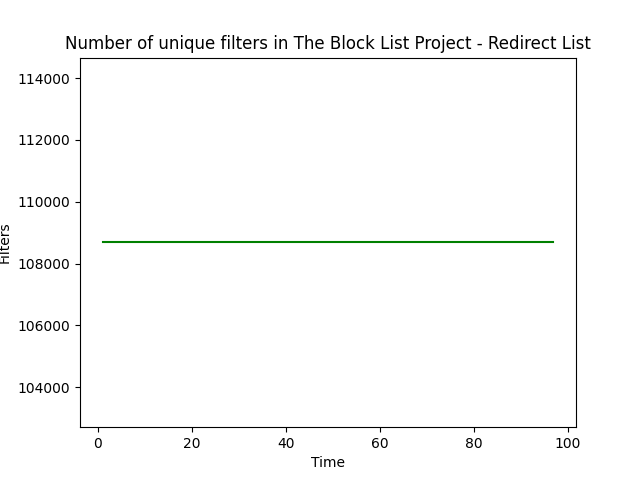 Number of unique filters in The Block List Project - Redirect List
114000
112000
110000
108000
106000
104000
Filters
0 20 40 60 80 100
Time